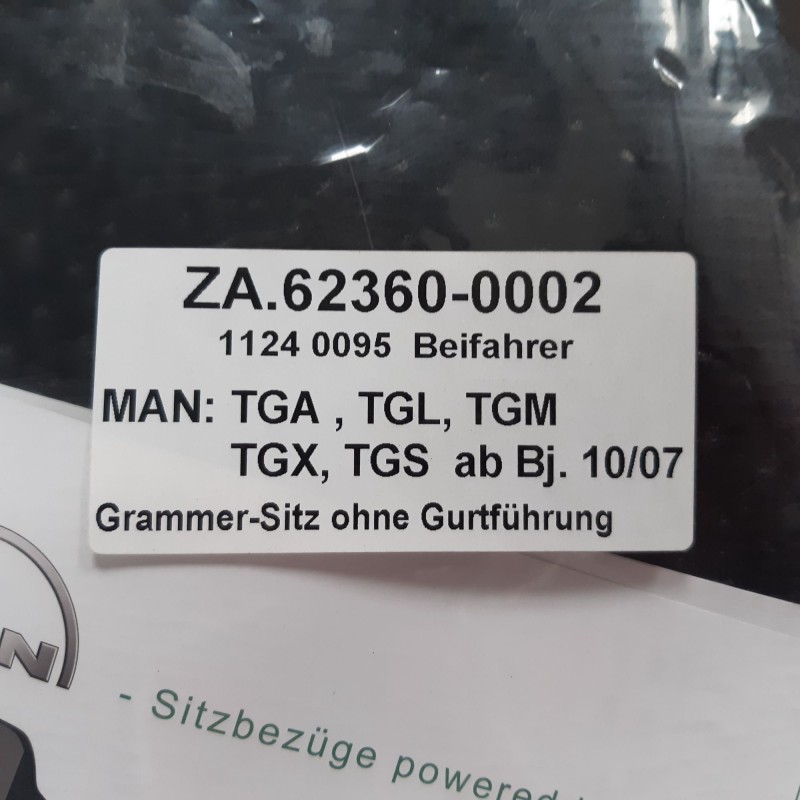 ZA.62360-0002
1124 0095 Beifahrer
MAN: TGA , TGL, TGM
TGX, TGS ab Bj. 10/07
Grammer-Sitz ohne Gurtführung
- Sitzbezüge powered